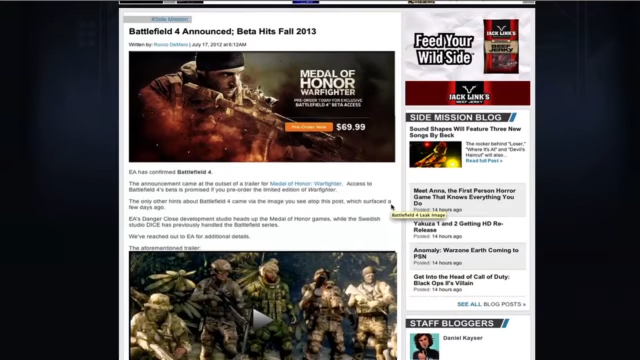 #Side Mission
Battlefield 4 Announced; Beta Hits Fall 2013
Written by: Rocco DeMaro | July 17, 2012 at 6:12AM
MEDAL OF
HONOR
WARFIGHTER
PRE-ORDER TODAY FOR EXCLUSIVE
BATTLEFIELD 4 BETA ACCESS
Pre-Order Now $69.99
EA has confirmed Battlefield 4.
The announcement came at the outset of a trailer for Medal of Honor: Warfighter. Access to
Battlefield 4's beta is promised if you pre-order the limited edition of Warfighter.
The only other hints about Battlefield 4 came via the image you see atop this post, which surfaced a
few days ago.
EA's Danger Close development studio heads up the Medal of Honor games, while the Swedish
studio DICE has previously handled the Battlefield series.
We've reached out to EA for additional details.
The aforementioned trailer:
Battlefield 4 Leak Image
Feed Your
Wild Side
JACK LINK'S
BEEF JERKY
JACK LINK'S
BEEF JERKY
SIDE MISSION BLOG
Sound Shapes Will Feature Three New
Songs By Beck
The rocker behind "Loser,"
"Where's It's At" and "Devil's
Haircut" will also...
Read full Post »
Meet Anna, the First Person Horror
Game That Knows Everything You
Do
Posted: 14 hours ago
Yakuza 1 and 2 Getting HD Re-
Release
Posted: 14 hours ago
Anomaly: Warzone Earth Coming to
PSN
Posted: 14 hours ago
Get Into the Head of Call of Duty:
Black Ops II's Villain
Posted: 14 hours ago
SEE ALL BLOG POSTS »
STAFF BLOGGERS
Daniel Kayser